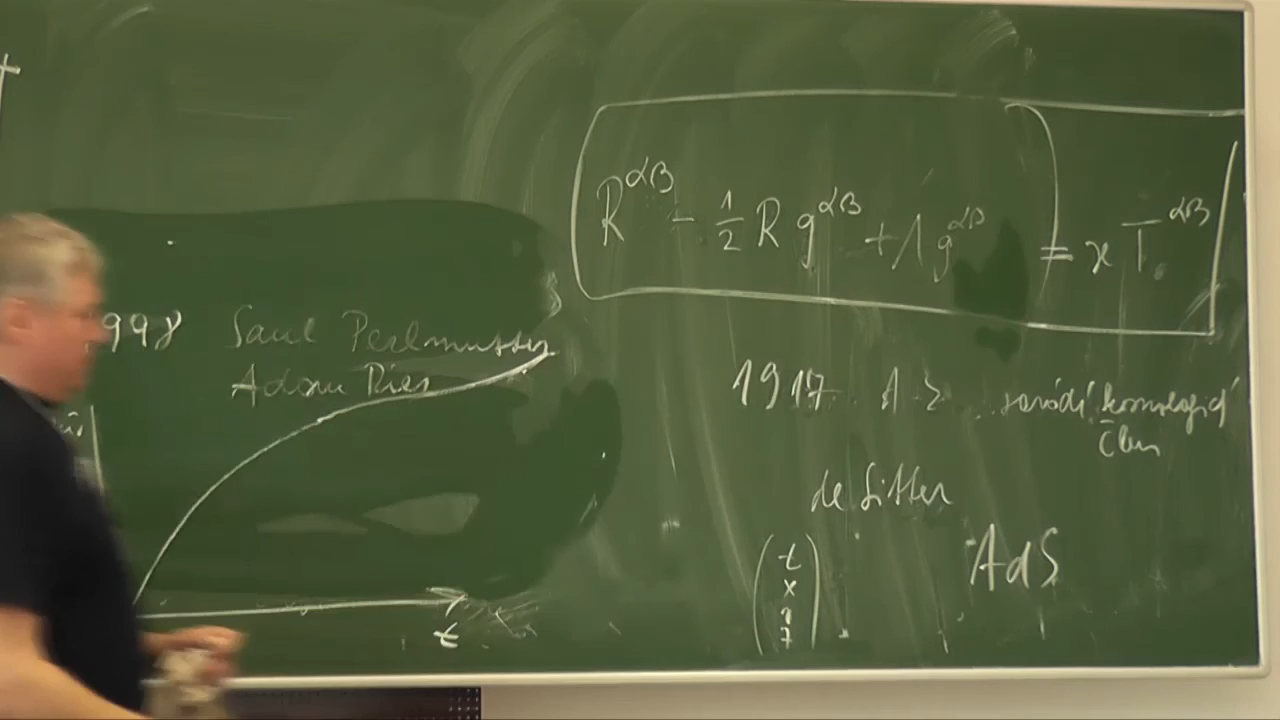 R^{αβ} - 1/2 R g^{αβ} + Λ g^{αβ} = ϰ T^{αβ}
1998 Saul Perlmutter
Adam Ries
1917 A E zavádí kosmologický
člen
de Sitter
AdS
t
x
y
z
t